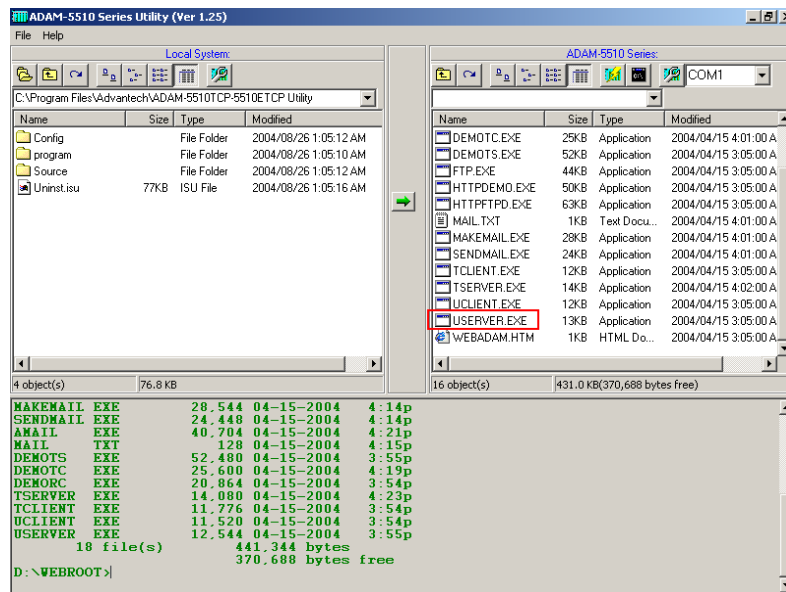 ADAM-5510 Series Utility (Ver 1.25)
File Help
Local System:
C:\Program Files\Advantech\ADAM-5510TCP-5510ETCP Utility
Name Size Type Modified
Config File Folder 2004/08/26 1:05:12 AM
program File Folder 2004/08/26 1:05:10 AM
Source File Folder 2004/08/26 1:05:12 AM
Uninst.isu 77KB ISU File 2004/08/26 1:05:16 AM
4 object(s) 76.8 KB
ADAM-5510 Series:
COM1
Name Size Type Modified
DEMOTC.EXE 25KB Application 2004/04/15 4:01:00 A
DEMOTS.EXE 52KB Application 2004/04/15 3:05:00 A
FTP.EXE 44KB Application 2004/04/15 3:05:00 A
HTTPDEMO.EXE 50KB Application 2004/04/15 3:05:00 A
HTTPFTPD.EXE 63KB Application 2004/04/15 3:05:00 A
MAIL.TXT 1KB Text Docu... 2004/04/15 4:01:00 A
MAKEMAIL.EXE 28KB Application 2004/04/15 4:01:00 A
SENDMAIL.EXE 24KB Application 2004/04/15 4:01:00 A
TCLIENT.EXE 12KB Application 2004/04/15 3:05:00 A
TSERVER.EXE 14KB Application 2004/04/15 4:02:00 A
UCLIENT.EXE 12KB Application 2004/04/15 3:05:00 A
USERVER.EXE 13KB Application 2004/04/15 3:05:00 A
WEBADAM.HTM 1KB HTML Do... 2004/04/15 3:05:00 A
16 object(s) 431.0 KB(370,688 bytes free)
MAKEMAIL EXE 28,544 04-15-2004 4:14p
SENDMAIL EXE 24,448 04-15-2004 4:14p
AMAIL EXE 40,704 04-15-2004 4:21p
MAIL TXT 128 04-15-2004 4:15p
DEMOTS EXE 52,480 04-15-2004 3:55p
DEMOTC EXE 25,600 04-15-2004 4:19p
DEMORC EXE 20,864 04-15-2004 3:54p
TSERVER EXE 14,080 04-15-2004 4:23p
TCLIENT EXE 11,776 04-15-2004 3:54p
UCLIENT EXE 11,520 04-15-2004 3:54p
USERVER EXE 12,544 04-15-2004 3:55p
18 file(s) 441,344 bytes
370,688 bytes free
D:\WEBROOT>